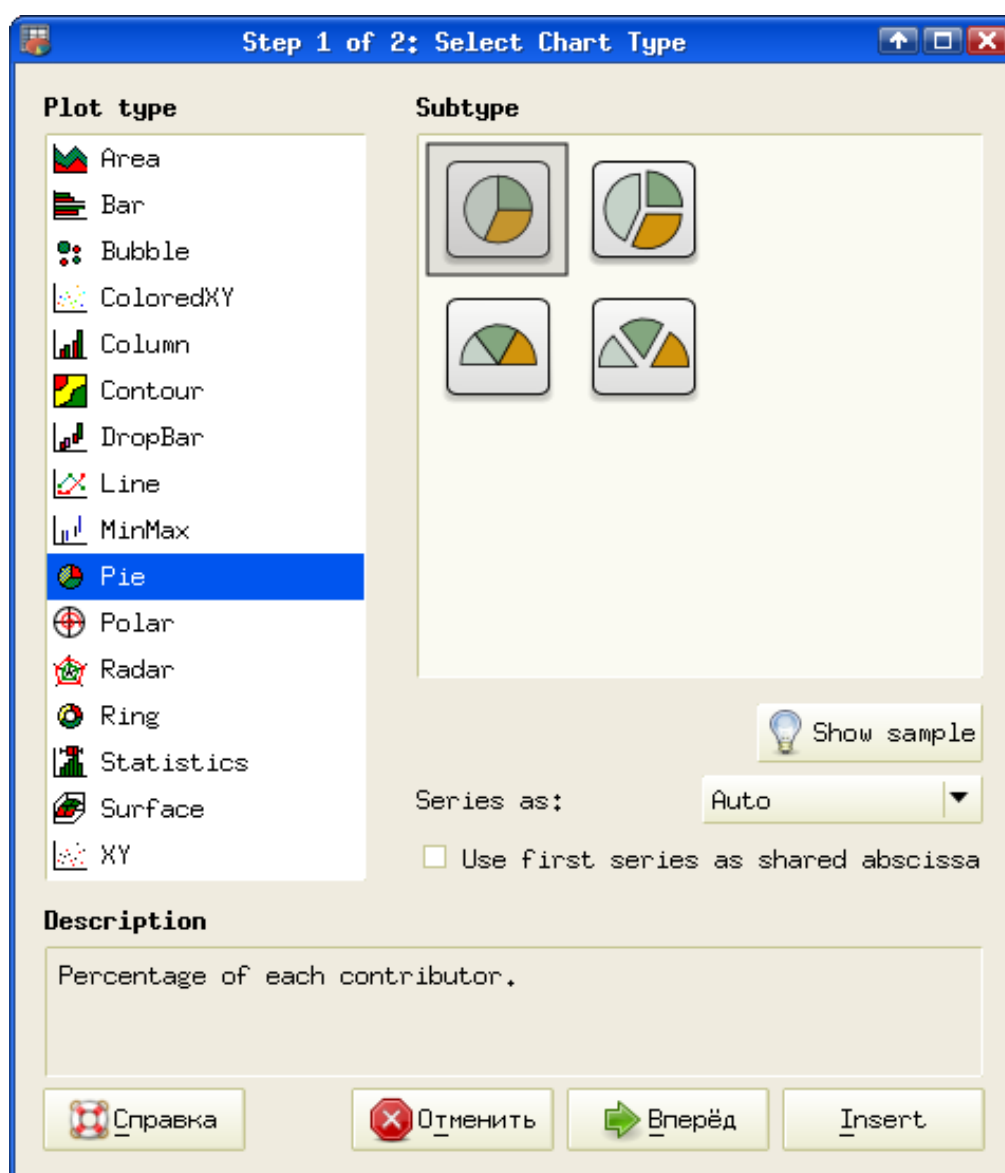 Step 1 of 2: Select Chart Type
Plot type
Area
Bar
Bubble
ColoredXY
Column
Contour
DropBar
Line
MinMax
Pie
Polar
Radar
Ring
Statistics
Surface
XY
Subtype
Show sample
Series as: Auto
Use first series as shared abscissa
Description
Percentage of each contributor.
Справка Отменить Вперёд Insert